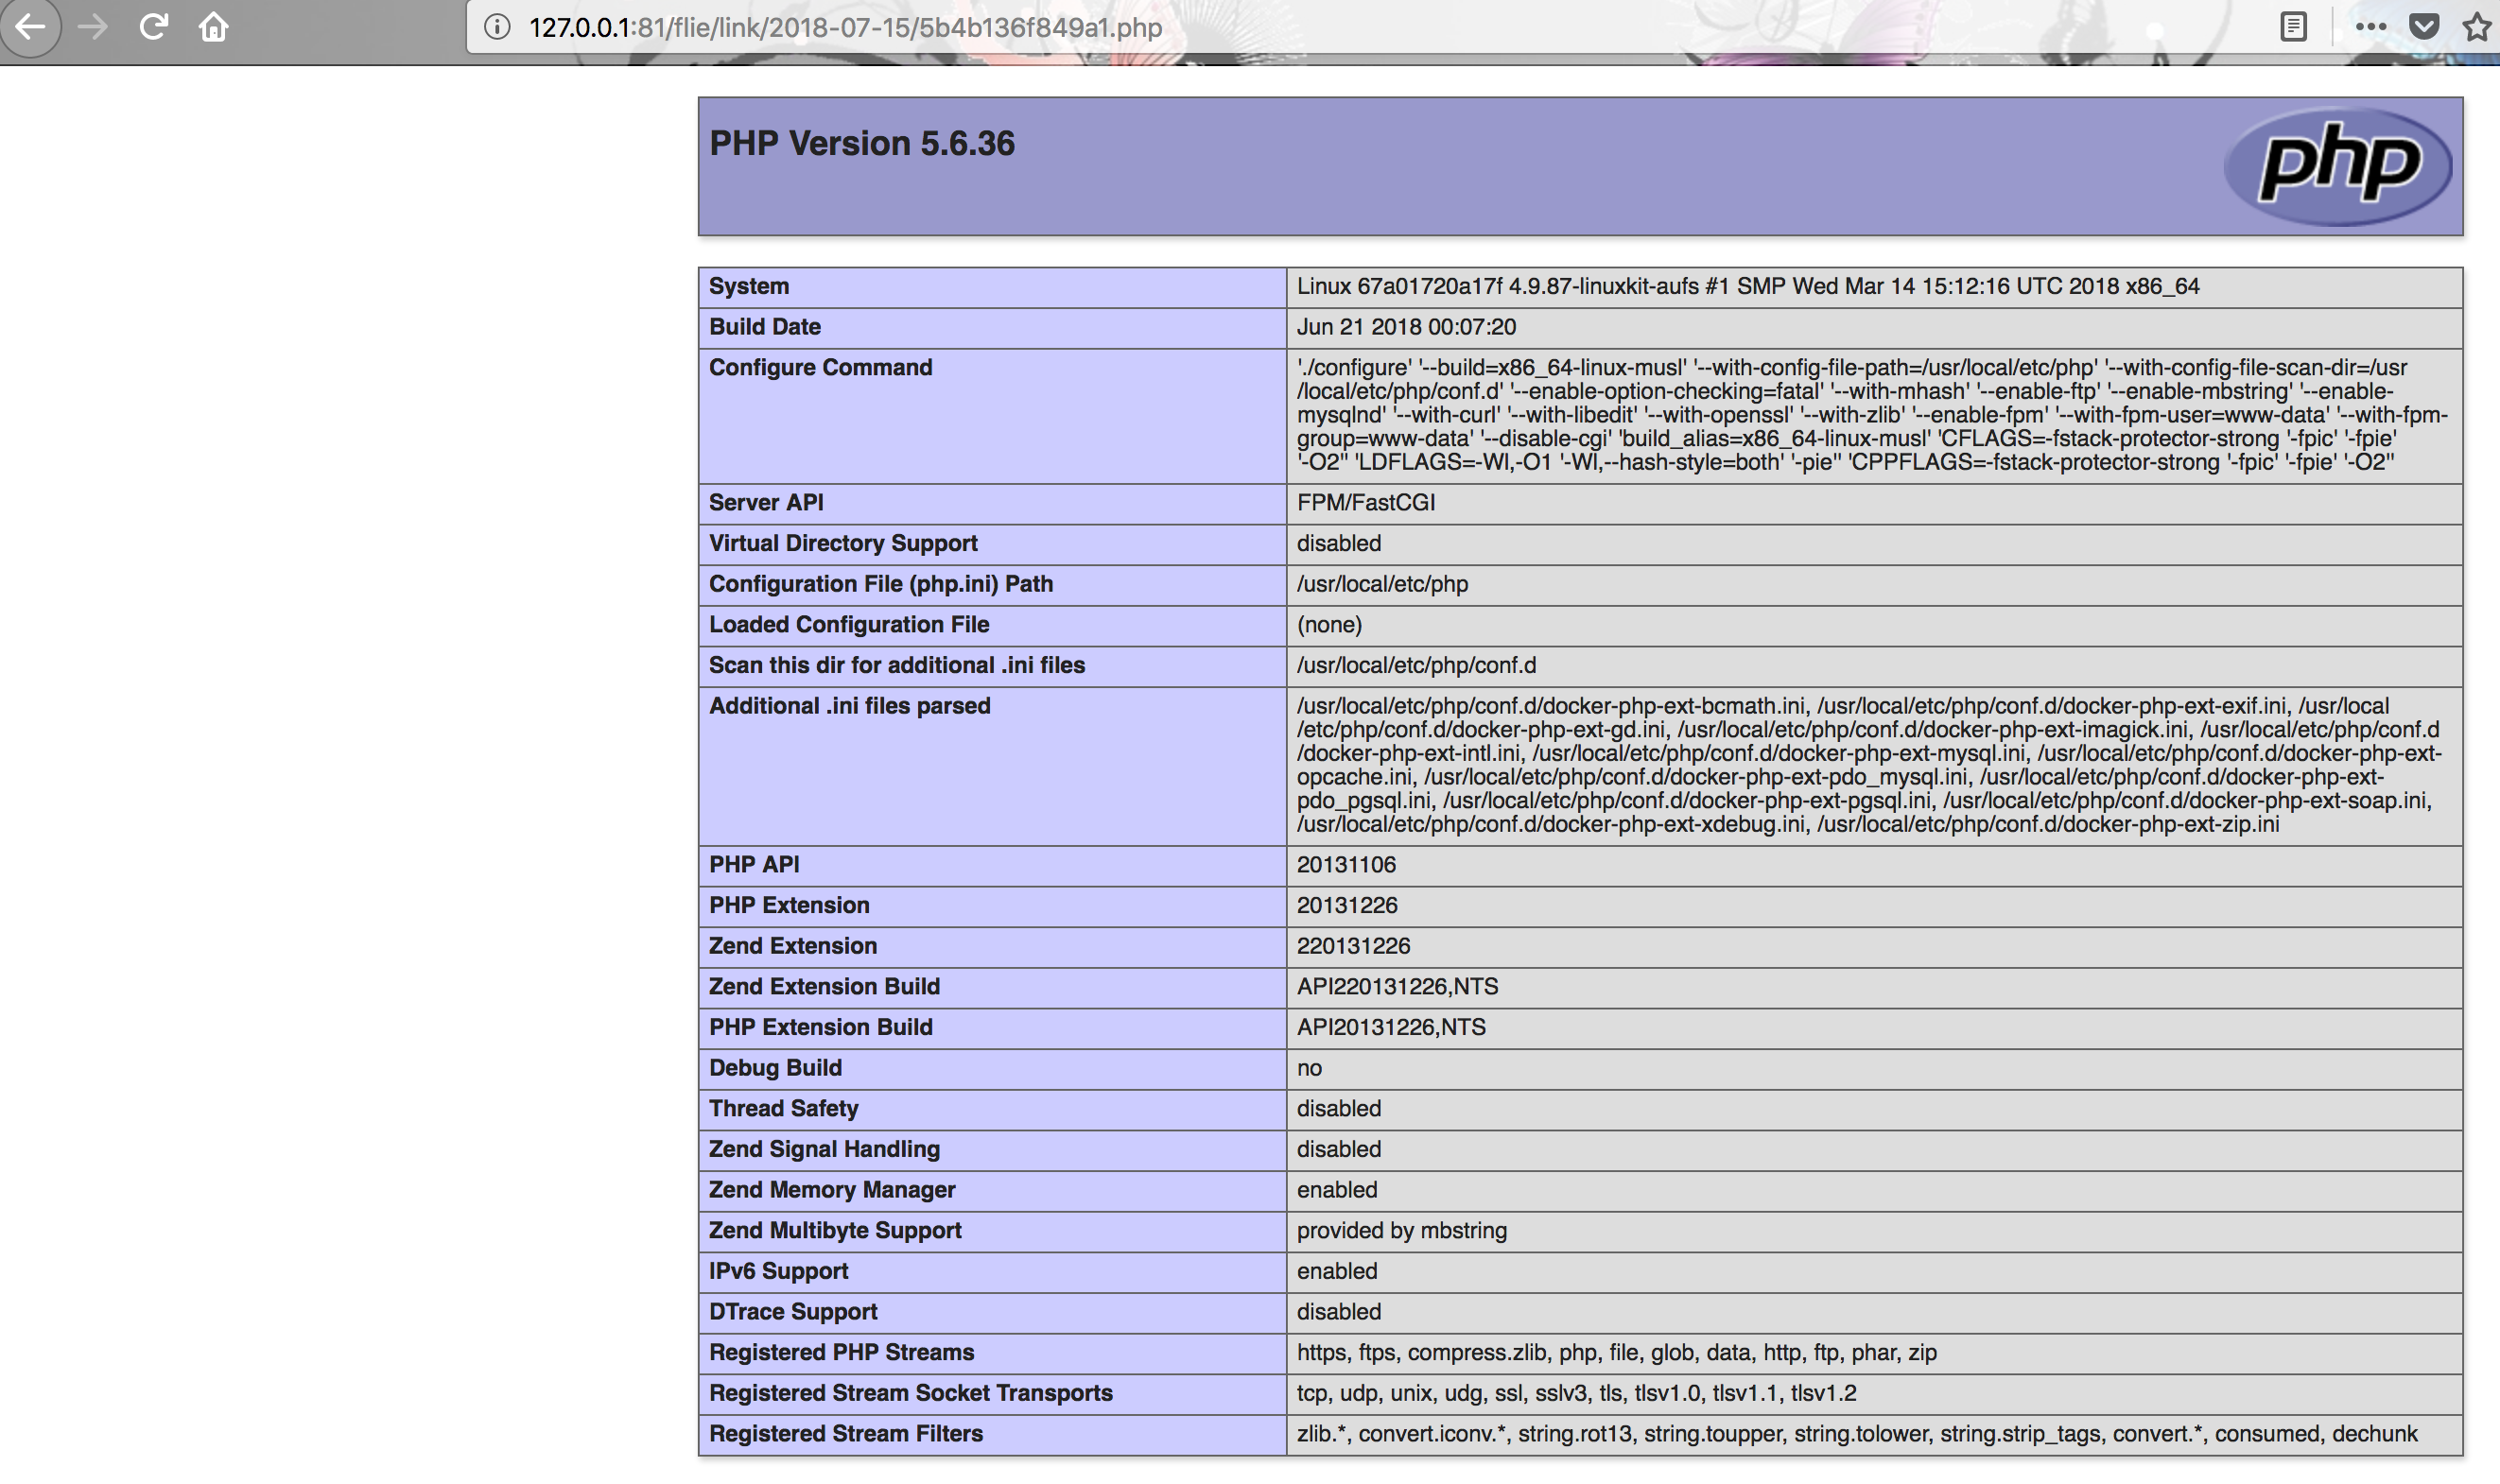 127.0.0.1:81/flie/link/2018-07-15/5b4b136f849a1.php
PHP Version 5.6.36
php
System Linux 67a01720a17f 4.9.87-linuxkit-aufs #1 SMP Wed Mar 14 15:12:16 UTC 2018 x86_64
Build Date Jun 21 2018 00:07:20
Configure Command './configure' '--build=x86_64-linux-musl' '--with-config-file-path=/usr/local/etc/php' '--with-config-file-scan-dir=/usr
/local/etc/php/conf.d' '--enable-option-checking=fatal' '--with-mhash' '--enable-ftp' '--enable-mbstring' '--enable-
mysqlnd' '--with-curl' '--with-libedit' '--with-openssl' '--with-zlib' '--enable-fpm' '--with-fpm-user=www-data' '--with-fpm-
group=www-data' '--disable-cgi' 'build_alias=x86_64-linux-musl' 'CFLAGS=-fstack-protector-strong '-fpic' '-fpie'
'-O2'' 'LDFLAGS=-Wl,-O1 '-Wl,--hash-style=both' '-pie'' 'CPPFLAGS=-fstack-protector-strong '-fpic' '-fpie' '-O2''
Server API FPM/FastCGI
Virtual Directory Support disabled
Configuration File (php.ini) Path /usr/local/etc/php
Loaded Configuration File (none)
Scan this dir for additional .ini files /usr/local/etc/php/conf.d
Additional .ini files parsed /usr/local/etc/php/conf.d/docker-php-ext-bcmath.ini, /usr/local/etc/php/conf.d/docker-php-ext-exif.ini, /usr/local
/etc/php/conf.d/docker-php-ext-gd.ini, /usr/local/etc/php/conf.d/docker-php-ext-imagick.ini, /usr/local/etc/php/conf.d
/docker-php-ext-intl.ini, /usr/local/etc/php/conf.d/docker-php-ext-mysql.ini, /usr/local/etc/php/conf.d/docker-php-ext-
opcache.ini, /usr/local/etc/php/conf.d/docker-php-ext-pdo_mysql.ini, /usr/local/etc/php/conf.d/docker-php-ext-
pdo_pgsql.ini, /usr/local/etc/php/conf.d/docker-php-ext-pgsql.ini, /usr/local/etc/php/conf.d/docker-php-ext-soap.ini,
/usr/local/etc/php/conf.d/docker-php-ext-xdebug.ini, /usr/local/etc/php/conf.d/docker-php-ext-zip.ini
PHP API 20131106
PHP Extension 20131226
Zend Extension 220131226
Zend Extension Build API220131226,NTS
PHP Extension Build API20131226,NTS
Debug Build no
Thread Safety disabled
Zend Signal Handling disabled
Zend Memory Manager enabled
Zend Multibyte Support provided by mbstring
IPv6 Support enabled
DTrace Support disabled
Registered PHP Streams https, ftps, compress.zlib, php, file, glob, data, http, ftp, phar, zip
Registered Stream Socket Transports tcp, udp, unix, udg, ssl, sslv3, tls, tlsv1.0, tlsv1.1, tlsv1.2
Registered Stream Filters zlib.*, convert.iconv.*, string.rot13, string.toupper, string.tolower, string.strip_tags, convert.*, consumed, dechunk